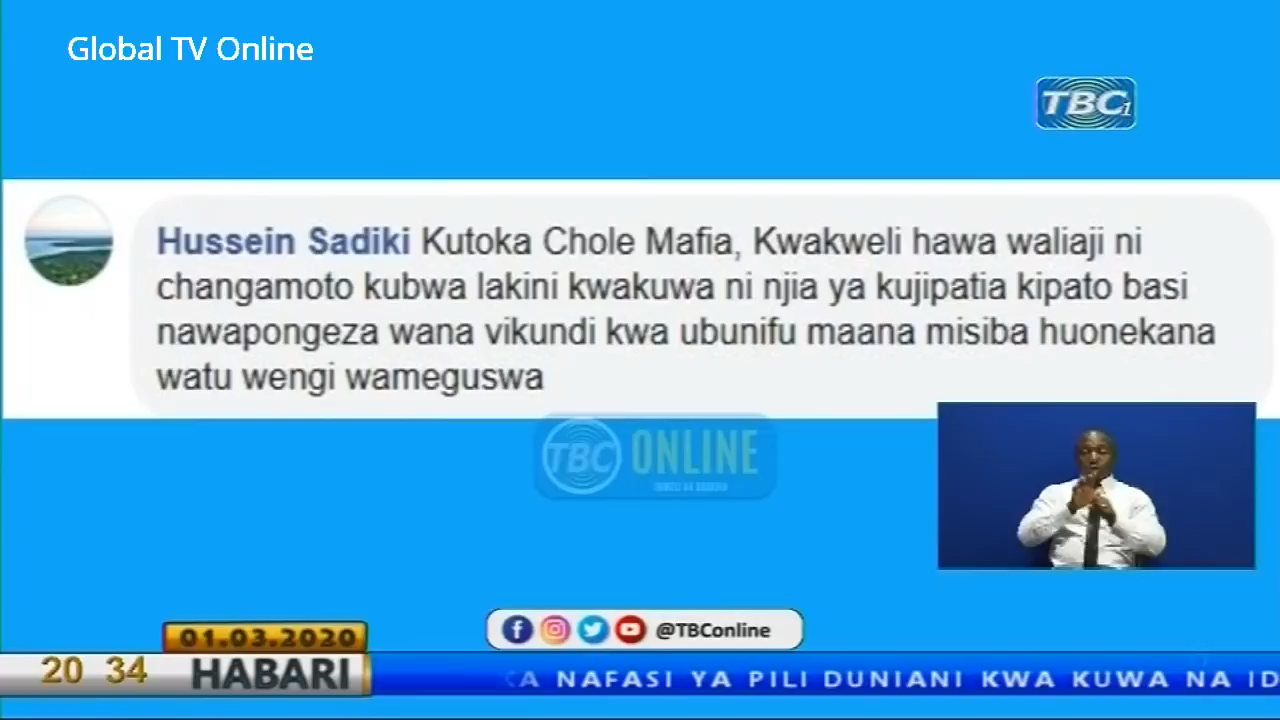 Global TV Online
TBC1
Hussein Sadiki Kutoka Chole Mafia, Kwakweli hawa waliaji ni
changamoto kubwa lakini kwakuwa ni njia ya kujipatia kipato basi
nawapongeza wana vikundi kwa ubunifu maana misiba huonekana
watu wengi wameguswa
TBC ONLINE
@TBConline
01.03.2020
20 34 HABARI
KA NAFASI YA PILI DUNIANI KWA KUWA NA ID